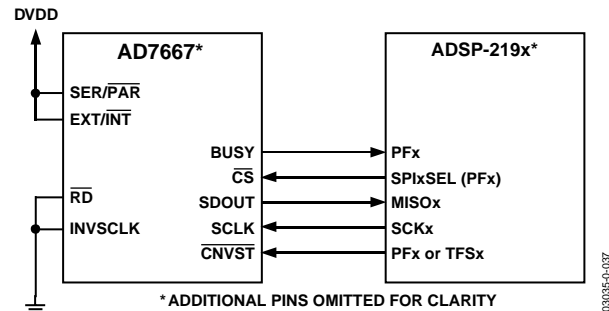 DVDD
AD7667*
ADSP-219x*
SER/PAR
EXT/INT
BUSY
PFx
CS
SPIxSEL (PFx)
RD
SDOUT
MISOx
INVSCLK
SCLK
SCKx
CNVST
PFx or TFSx
*ADDITIONAL PINS OMITTED FOR CLARITY
03035-0-037